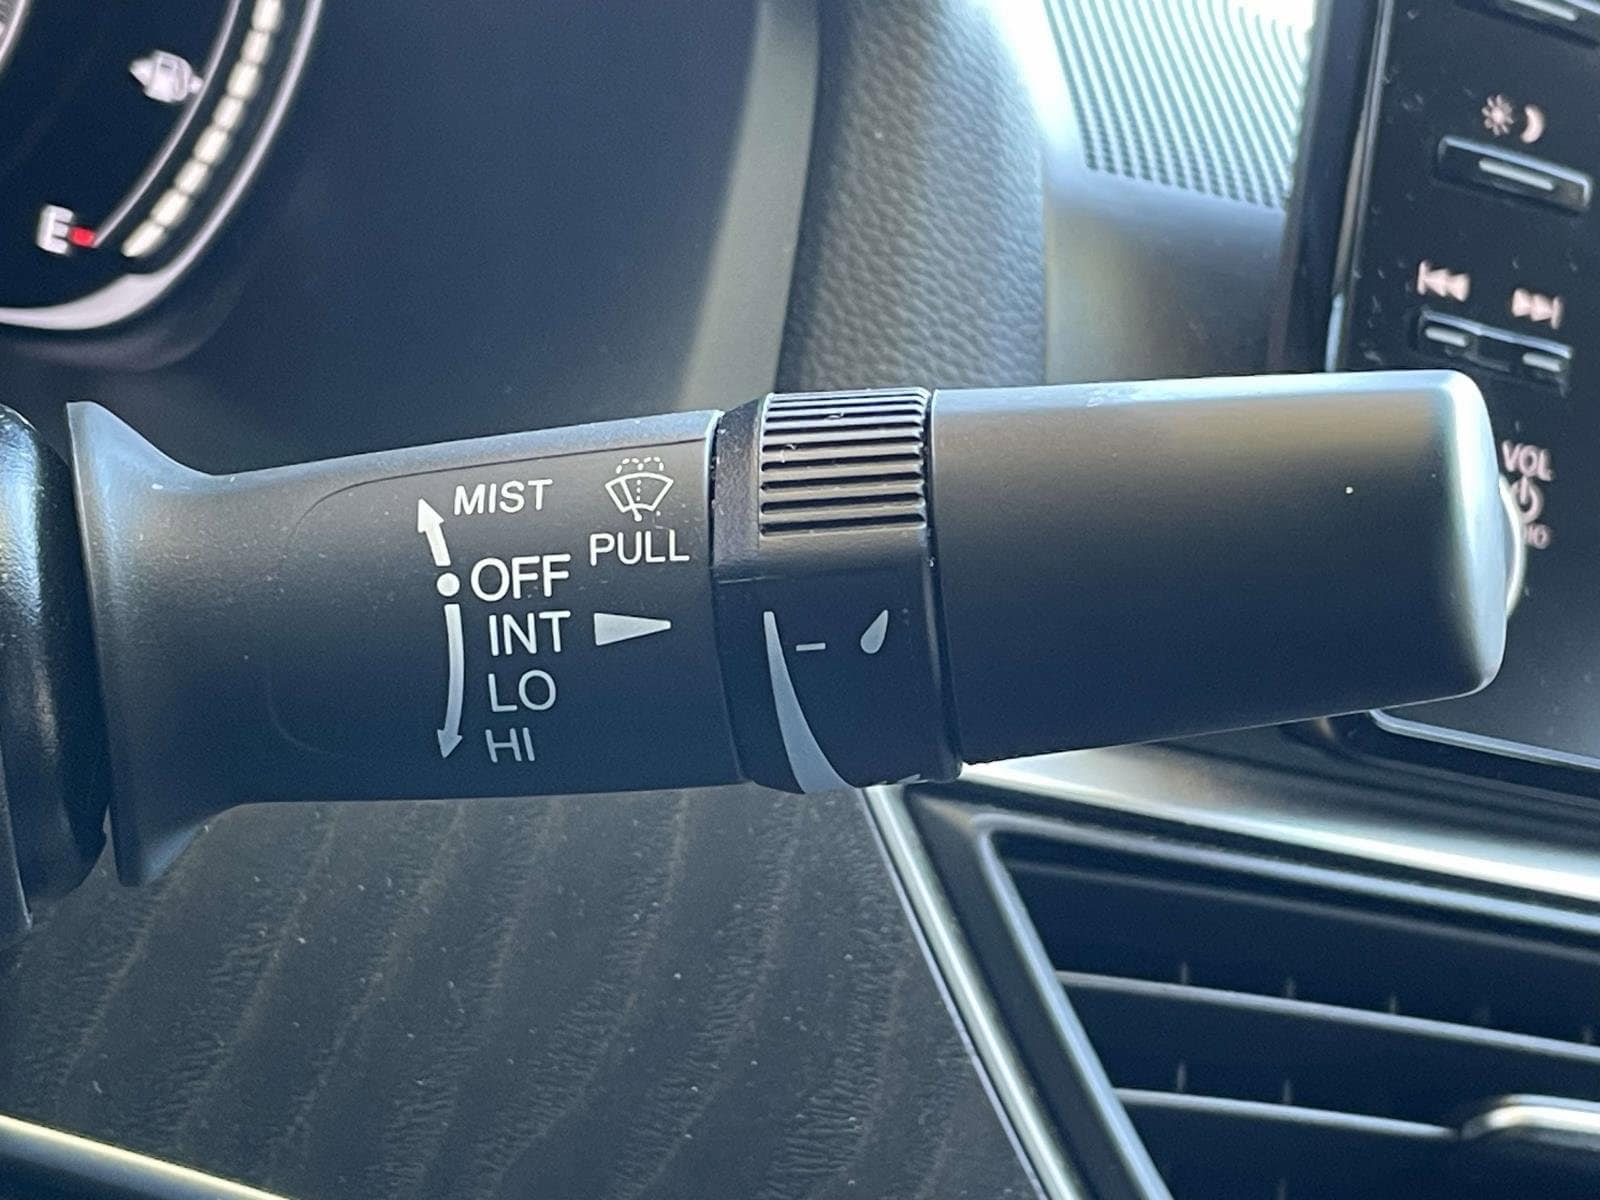 E
MIST
PULL
OFF
INT
LO
HI
VOL